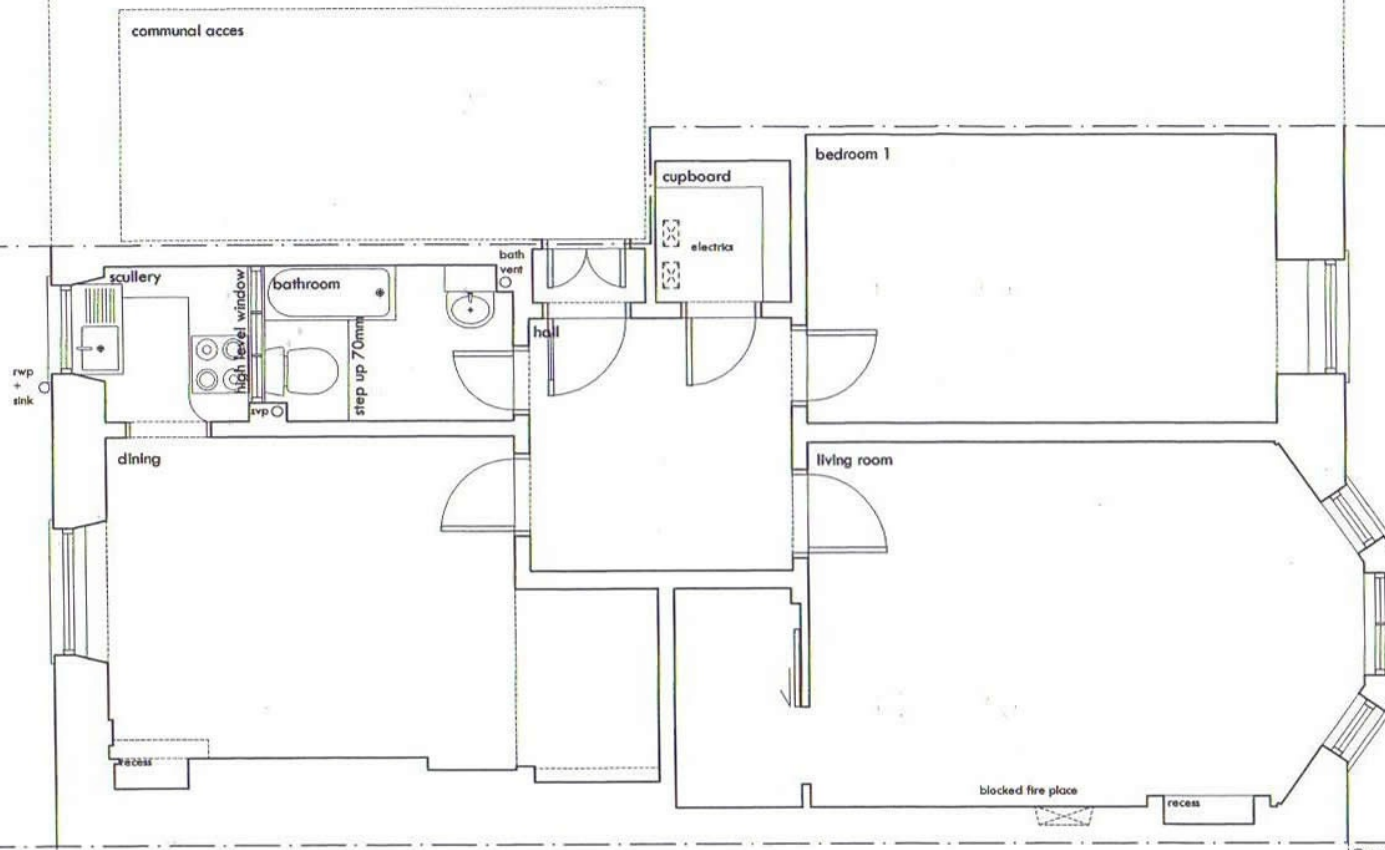 communal acces
bedroom 1
cupboard
electrics
bath
vent
scullery
high level window
bathroom
step up 70mm
hall
rwp
+
sink
svp
dining
living room
recess
blocked fire place
recess